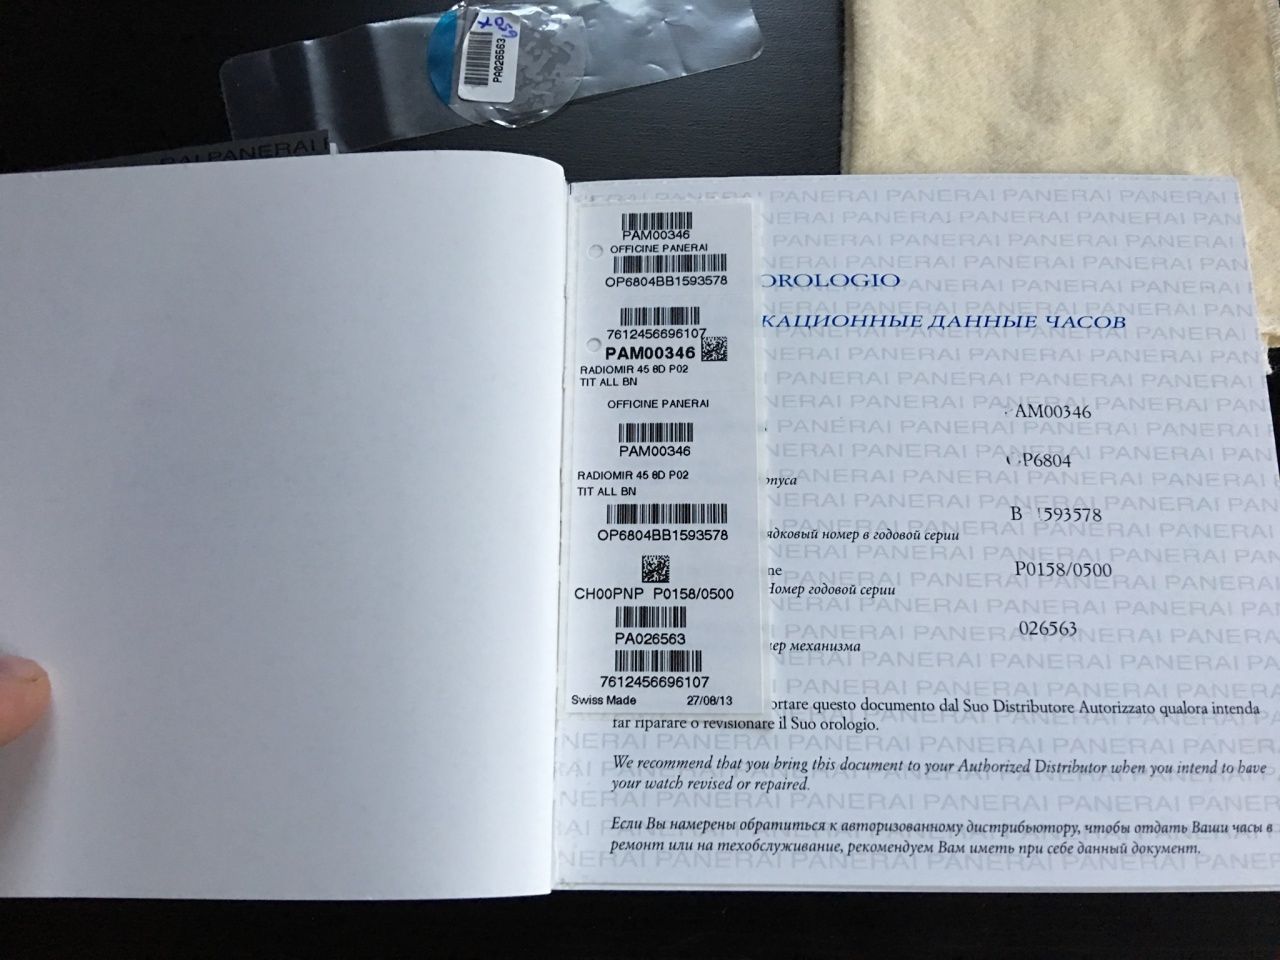 PA026563
PANERAI
PAM00346
OFFICINE PANERAI
OP6804BB1593578
7612456696107
PAM00346
RADIOMIR 45 8D P02
TIT ALL BN
OFFICINE PANERAI
PAM00346
RADIOMIR 45 8D P02
TIT ALL BN
OP6804BB1593578
CH00PNP P0158/0500
PA026563
7612456696107
Swiss Made 27/08/13
OROLOGIO
ДАННЫЕ ЧАСОВ
AM00346
P6804
B 1593578
номер в годовой серии
P0158/0500
Номер годовой серии
026563
механизма
questo documento dal Suo Distributore Autorizzato qualora intenda
far riparare o revisionare il Suo orologio.
We recommend that you bring this document to your Authorized Distributor when you intend to have
your watch revised or repaired.
Если Вы намерены обратиться к авторизованному дистрибьютору, чтобы отдать Ваши часы в
ремонт или на техобслуживание, рекомендуем Вам иметь при себе данный документ.